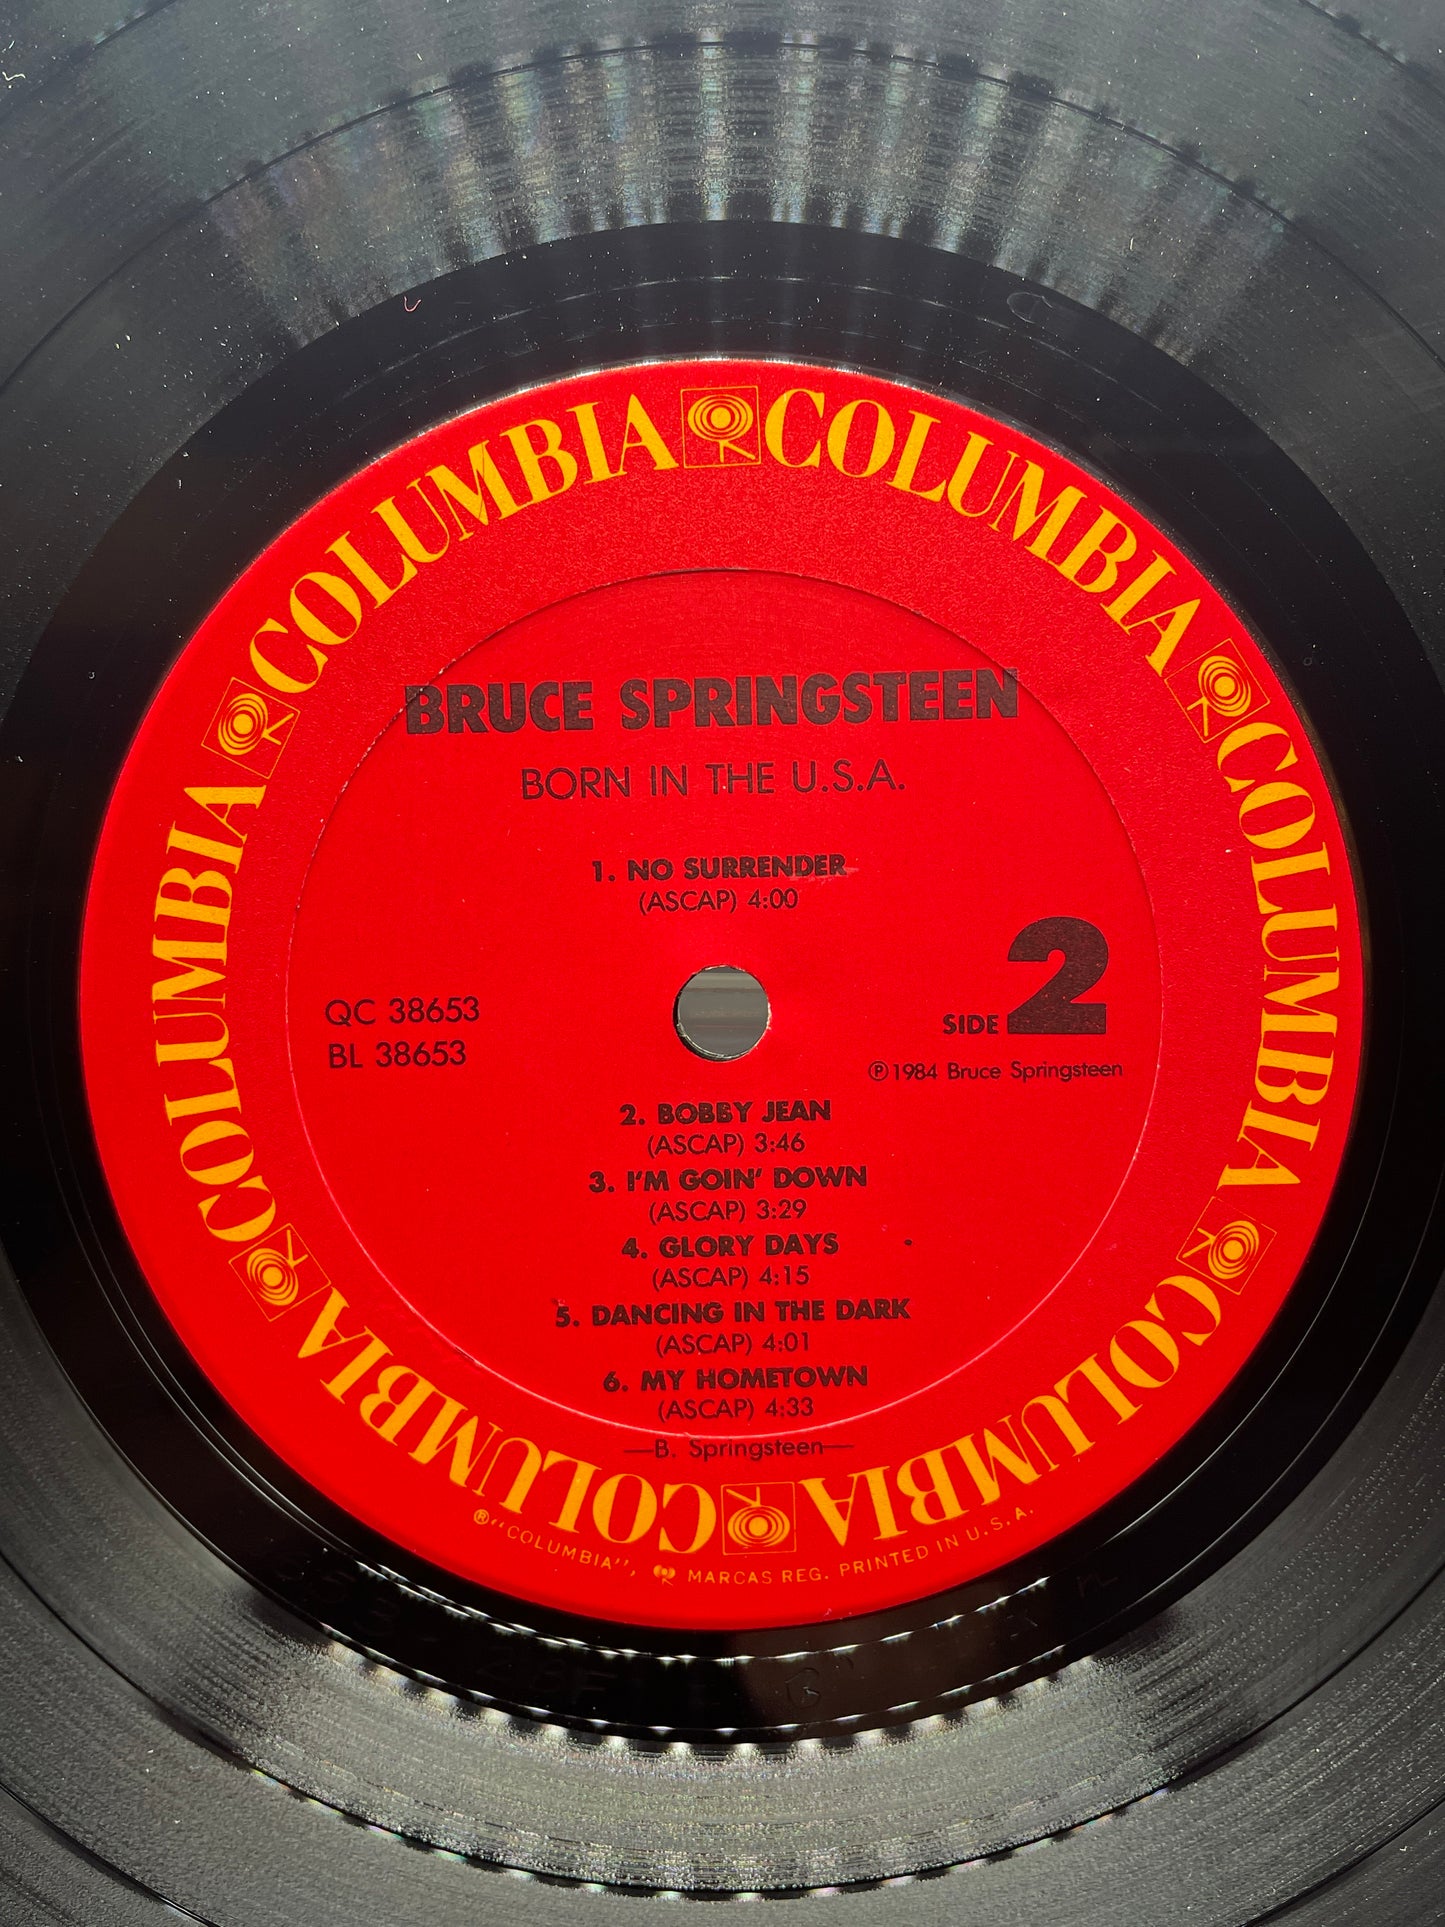 COLUMBIA COLUMBIA COLUMBIA COLUMBIA COLUMBIA COLUMBIA
BRUCE SPRINGSTEEN
BORN IN THE U.S.A.
1. NO SURRENDER
(ASCAP) 4:00
QC 38653
BL 38653
SIDE 2
℗1984 Bruce Springsteen
2. BOBBY JEAN
(ASCAP) 3:46
3. I'M GOIN' DOWN
(ASCAP) 3:29
4. GLORY DAYS
(ASCAP) 4:15
5. DANCING IN THE DARK
(ASCAP) 4:01
6. MY HOMETOWN
(ASCAP) 4:33
—B. Springsteen—
®"COLUMBIA", MARCAS REG. PRINTED IN U.S.A.